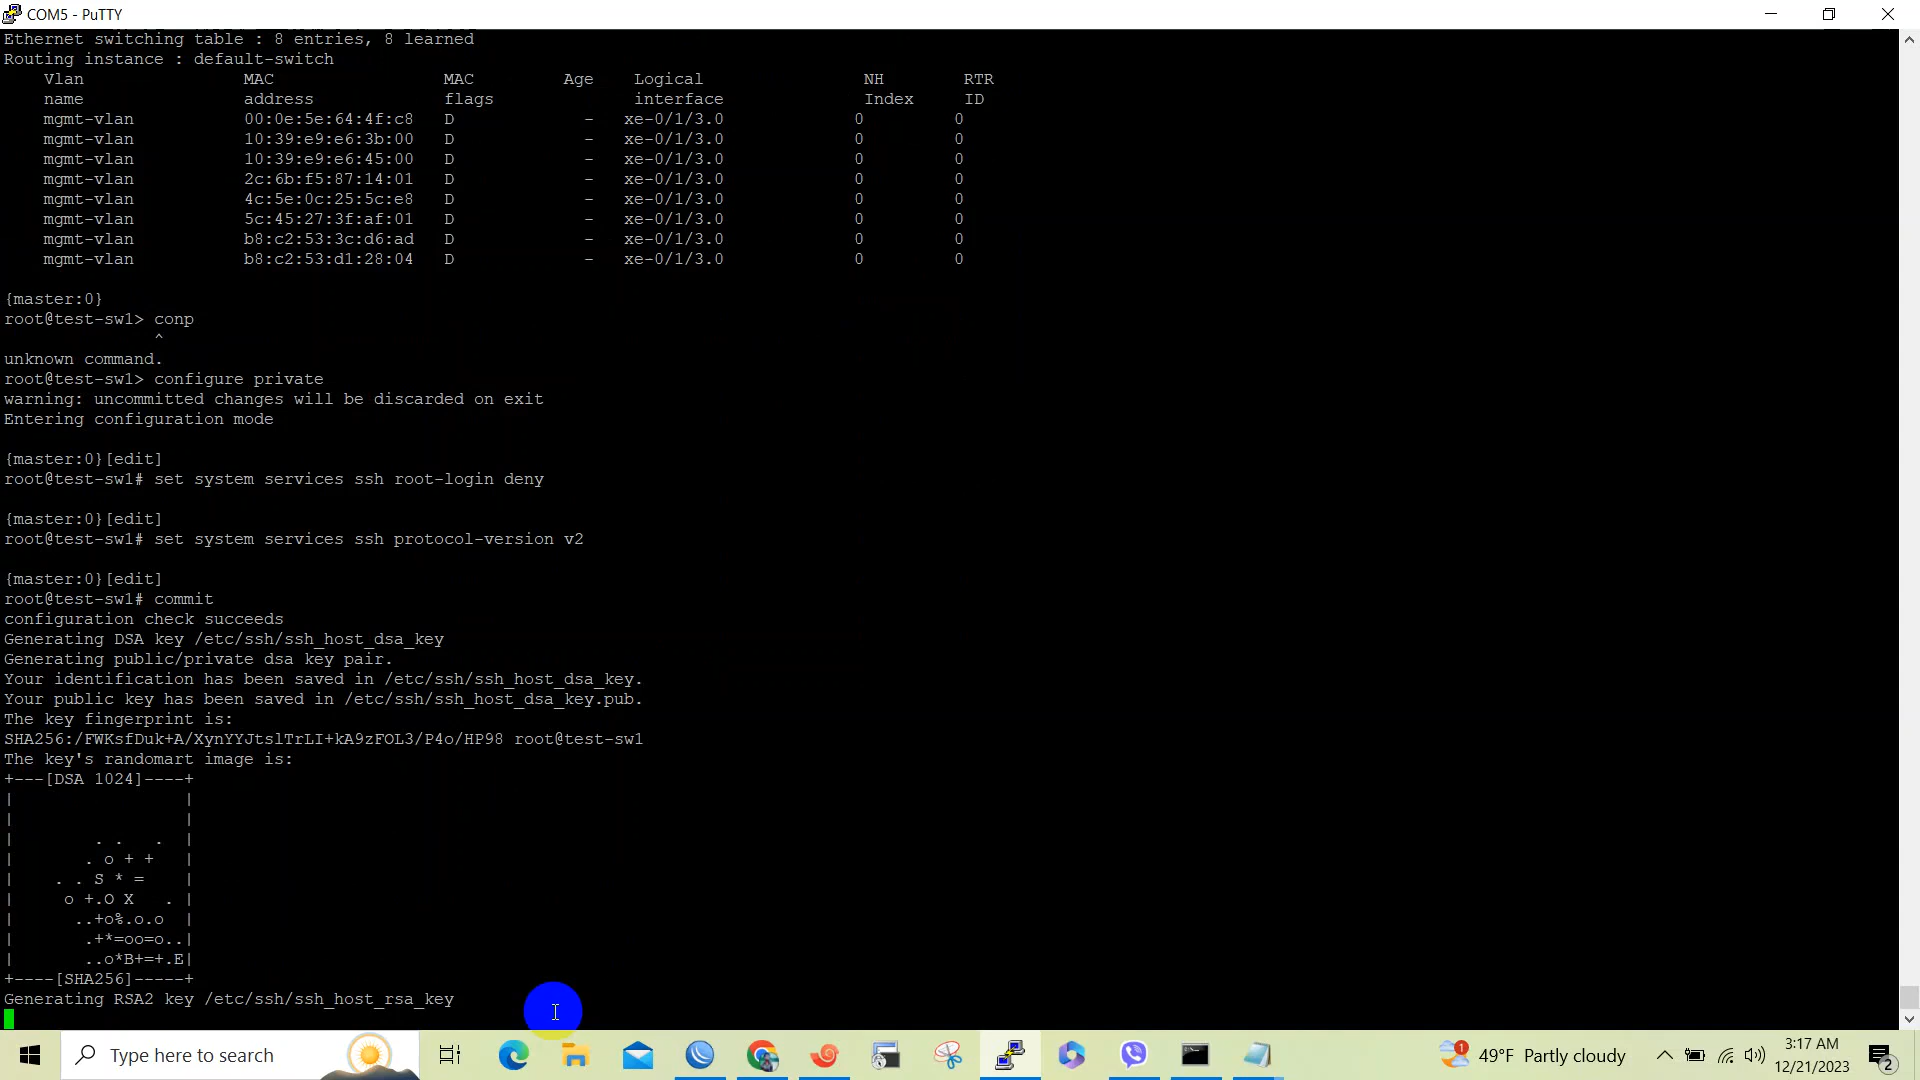 COM5 - PuTTY
Ethernet switching table : 8 entries, 8 learned
Routing instance : default-switch
Vlan MAC MAC Age Logical NH RTR
name address flags interface Index ID
mgmt-vlan 00:0e:5e:64:4f:c8 D - xe-0/1/3.0 0 0
mgmt-vlan 10:39:e9:e6:3b:00 D - xe-0/1/3.0 0 0
mgmt-vlan 10:39:e9:e6:45:00 D - xe-0/1/3.0 0 0
mgmt-vlan 2c:6b:f5:87:14:01 D - xe-0/1/3.0 0 0
mgmt-vlan 4c:5e:0c:25:5c:e8 D - xe-0/1/3.0 0 0
mgmt-vlan 5c:45:27:3f:af:01 D - xe-0/1/3.0 0 0
mgmt-vlan b8:c2:53:3c:d6:ad D - xe-0/1/3.0 0 0
mgmt-vlan b8:c2:53:d1:28:04 D - xe-0/1/3.0 0 0
{master:0}
root@test-sw1> conp
^
unknown command.
root@test-sw1> configure private
warning: uncommitted changes will be discarded on exit
Entering configuration mode
{master:0}[edit]
root@test-sw1# set system services ssh root-login deny
{master:0}[edit]
root@test-sw1# set system services ssh protocol-version v2
{master:0}[edit]
root@test-sw1# commit
configuration check succeeds
Generating DSA key /etc/ssh/ssh_host_dsa_key
Generating public/private dsa key pair.
Your identification has been saved in /etc/ssh/ssh_host_dsa_key.
Your public key has been saved in /etc/ssh/ssh_host_dsa_key.pub.
The key fingerprint is:
SHA256:/FWKsfDuk+A/XynYYJtslTrLI+kA9zFOL3/P4o/HP98 root@test-sw1
The key's randomart image is:
+---[DSA 1024]----+
|                 |
|                 |
|        . .   .  |
|       . o + +   |
|    . . S * =    |
|     o +.O X   . |
|      ..+o%.o.o  |
|       .+*=oo=o..|
|       ..o*B+=+.E|
+----[SHA256]-----+
Generating RSA2 key /etc/ssh/ssh_host_rsa_key
Type here to search
1
49°F Partly cloudy
3:17 AM
12/21/2023
2